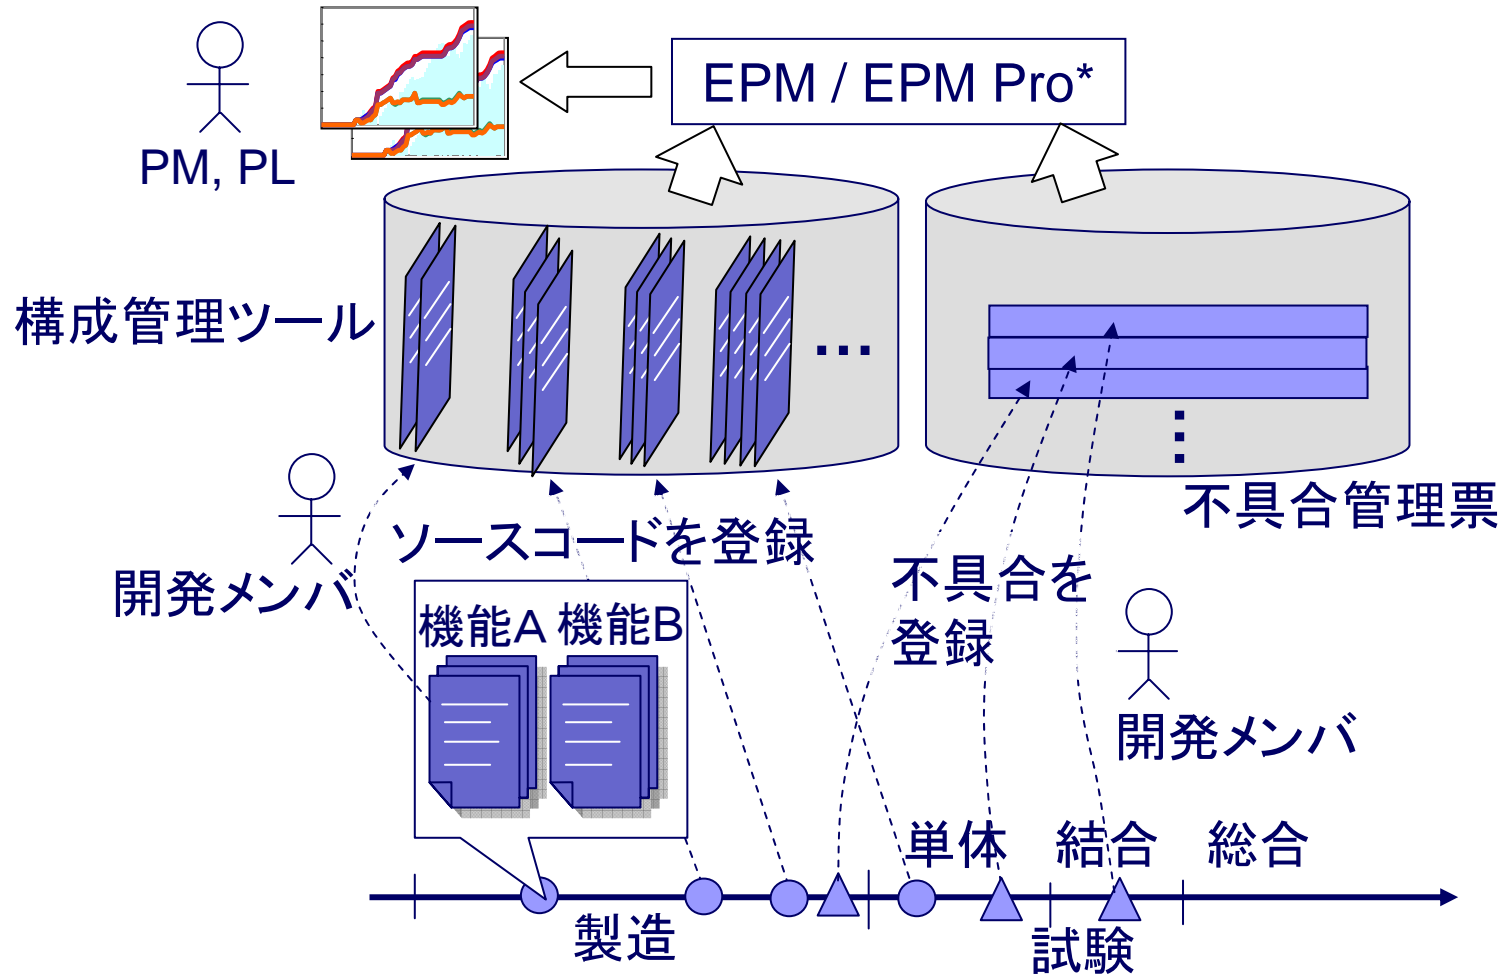 EPM / EPM Pro*
PM, PL
構成管理ツール
…
⋮
不具合管理票
ソースコードを登録
開発メンバ
不具合を
登録
機能A 機能B
開発メンバ
単体 結合 総合
製造
試験